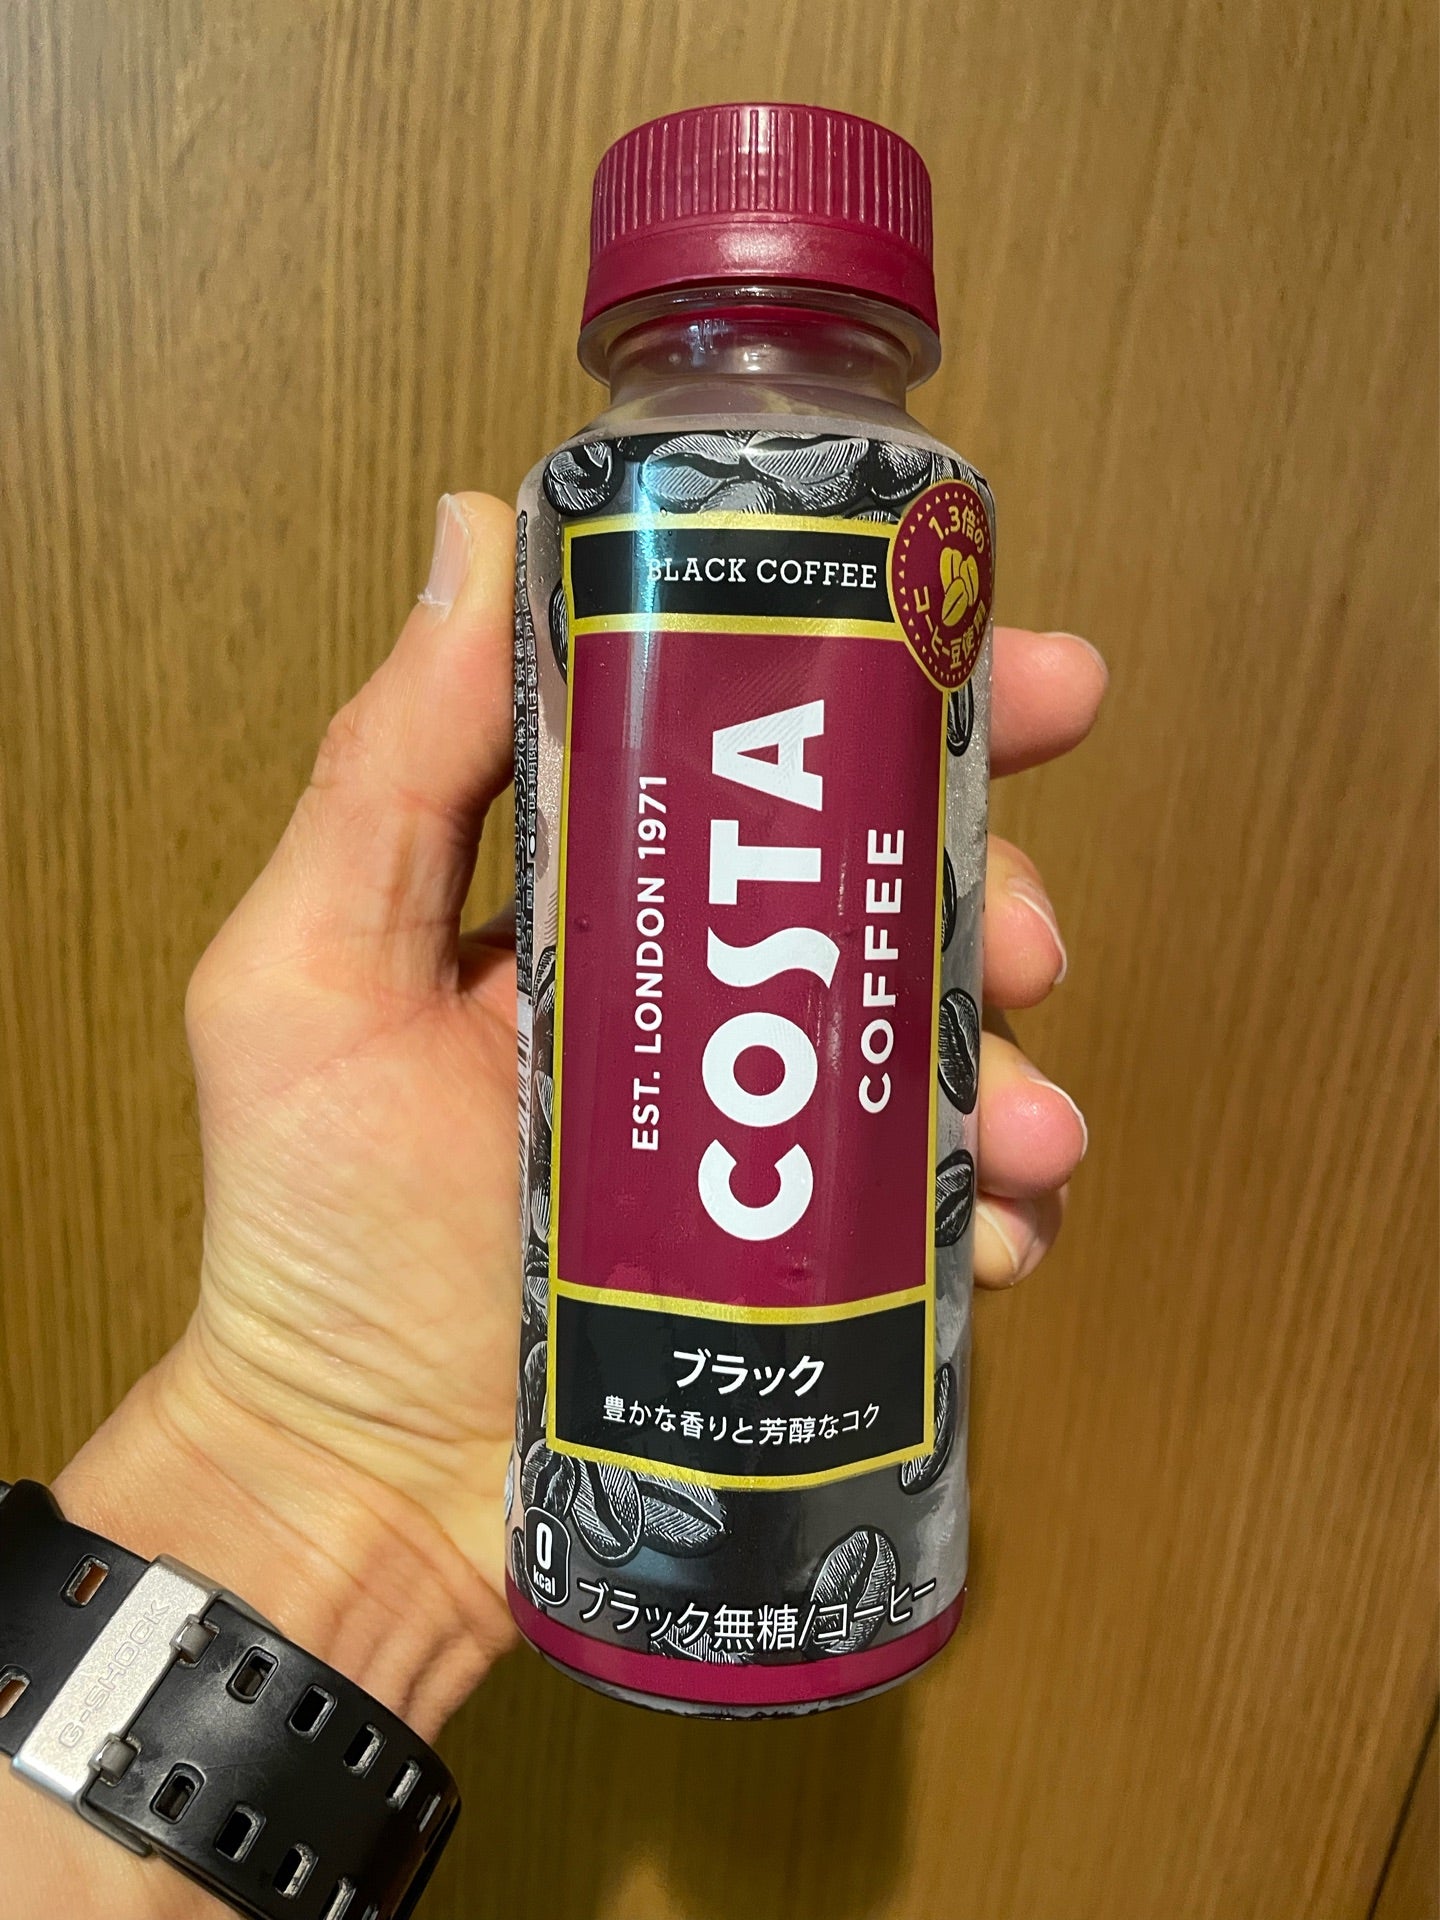 1.3倍の
コーヒー豆使用
BLACK COFFEE
EST. LONDON 1971
COSTA
COFFEE
ブラック
豊かな香りと芳醇なコク
0
kcal
ブラック無糖/コーヒー
G-SHOCK